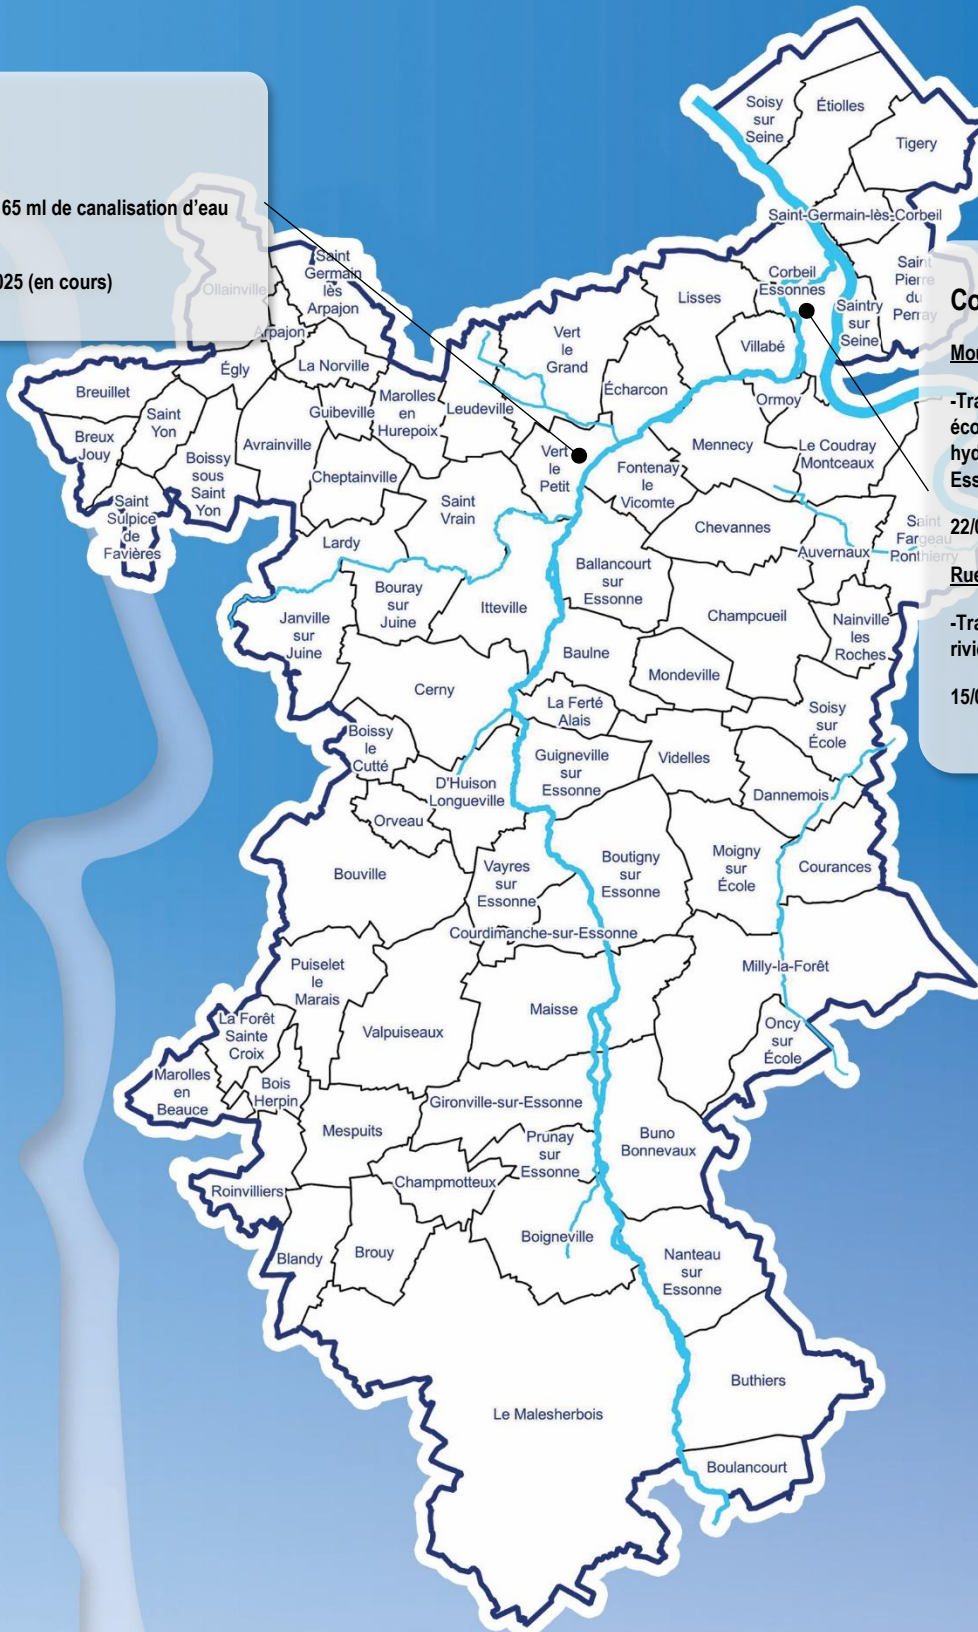 65 ml de canalisation d'eau
025 (en cours)
Soisy
sur
Seine
Étiolles
Tigery
Saint-Germain-lès-Corbeil
Saint
Pierre
du
Perray
Corbeil
Essonnes
Saintry
sur
Seine
Lisses
Villabé
Ormoy
Vert
le
Grand
Écharcon
Saint
Germain
lès
Arpajon
Ollainville
Arpajon
La Norville
Égly
Breuillet
Saint
Yon
Breux
Jouy
Boissy
sous
Saint
Yon
Saint
Sulpice
de
Favières
Avrainville
Guibeville
Marolles
en
Hurepoix
Leudeville
Cheptainville
Vert
le
Petit
Fontenay
le
Vicomte
Mennecy
Le Coudray
Montceaux
Saint
Vrain
Lardy
Chevannes
Auvernaux
Saint
Fargeau
Ponthierry
Janville
sur
Juine
Bouray
sur
Juine
Itteville
Ballancourt
sur
Essonne
Champcueil
Nainville
les
Roches
Baulne
Mondeville
Cerny
La Ferté
Alais
Soisy
sur
École
Boissy
le
Cutté
D'Huison
Longueville
Guigneville
sur
Essonne
Videlles
Dannemois
Orveau
Bouville
Vayres
sur
Essonne
Boutigny
sur
Essonne
Moigny
sur
École
Courances
Courdimanche-sur-Essonne
Puiselet
le
Marais
Valpuiseaux
Maisse
Milly-la-Forêt
La Forêt
Sainte
Croix
Oncy
sur
École
Marolles
en
Beauce
Bois
Herpin
Mespuits
Gironville-sur-Essonne
Prunay
sur
Essonne
Buno
Bonnevaux
Roinvilliers
Champmotteux
Blandy
Brouy
Boigneville
Nanteau
sur
Essonne
Buthiers
Le Malesherbois
Boulancourt
Co
Mou
-Tra
éco
hyd
Ess
22/0
Rue
-Tra
riviè
15/0